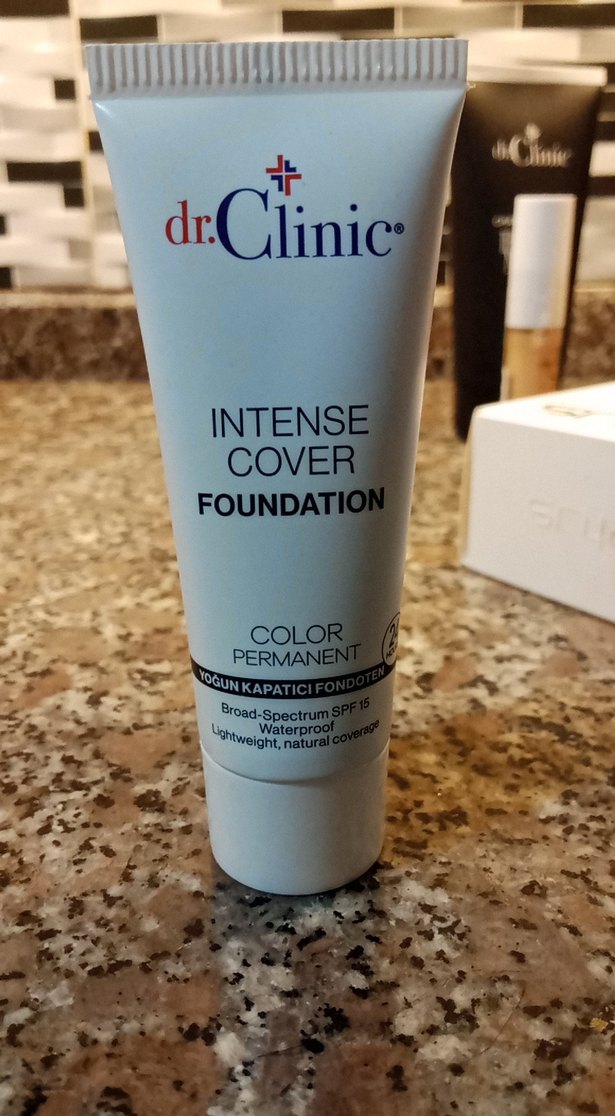 dr.Clinic®
INTENSE
COVER
FOUNDATION
COLOR
PERMANENT
YOĞUN KAPATICI FONDOTEN
Broad-Spectrum SPF 15
Waterproof
Lightweight, natural coverage
dr.Clinic